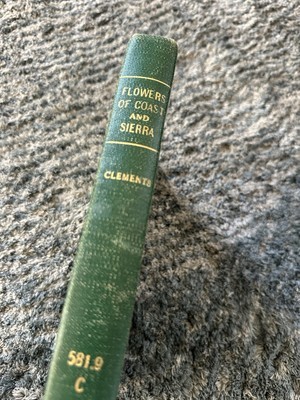 FLOWERS
OF COAST
AND
SIERRA
CLEMENTS
581.9
C